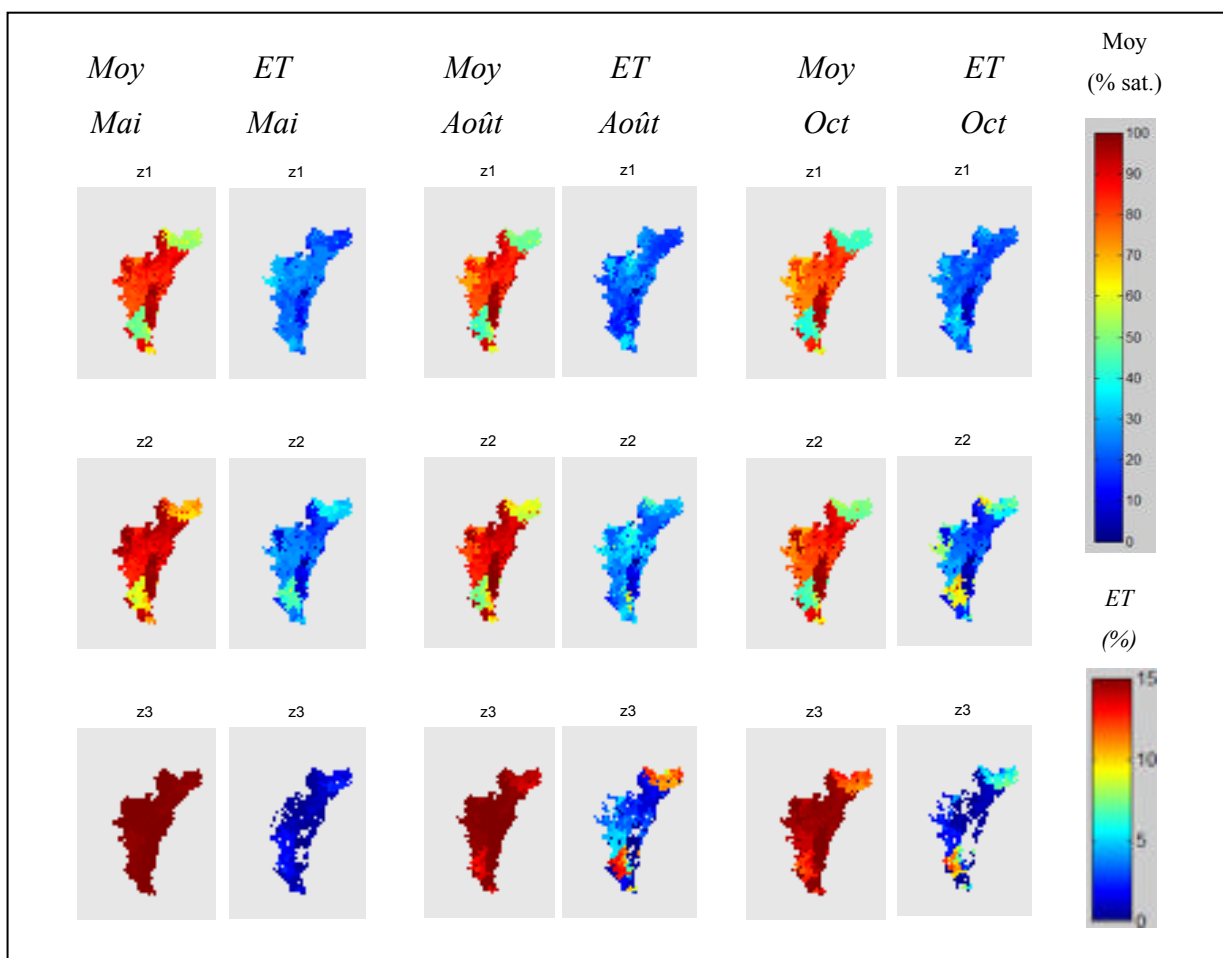 Moy ET Moy ET Moy ET
Mai Mai Août Août Oct Oct
Moy
(% sat.)
z1 z1 z1 z1 z1 z1
100
90
80
70
60
50
40
30
20
10
0
z2 z2 z2 z2 z2 z2
ET
(%)
15
10
5
0
z3 z3 z3 z3 z3 z3